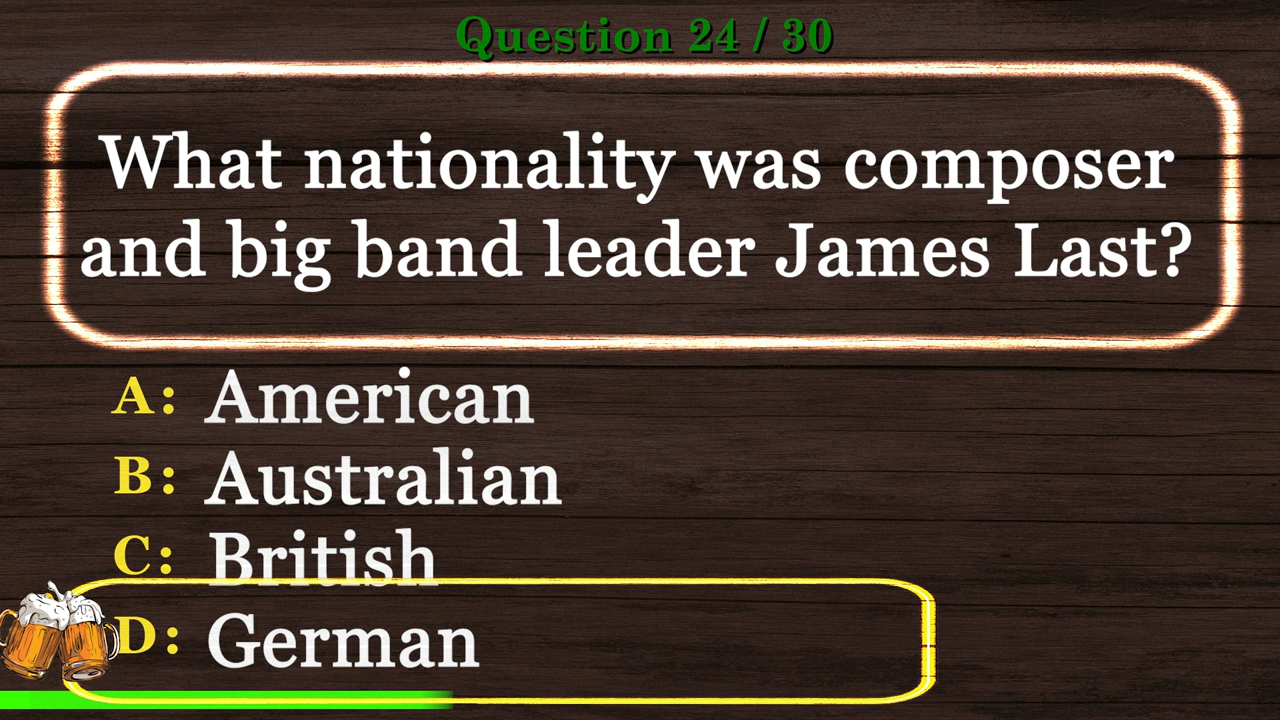 Question 24 / 30
What nationality was composer
and big band leader James Last?
A: American
B: Australian
C: British
D: German